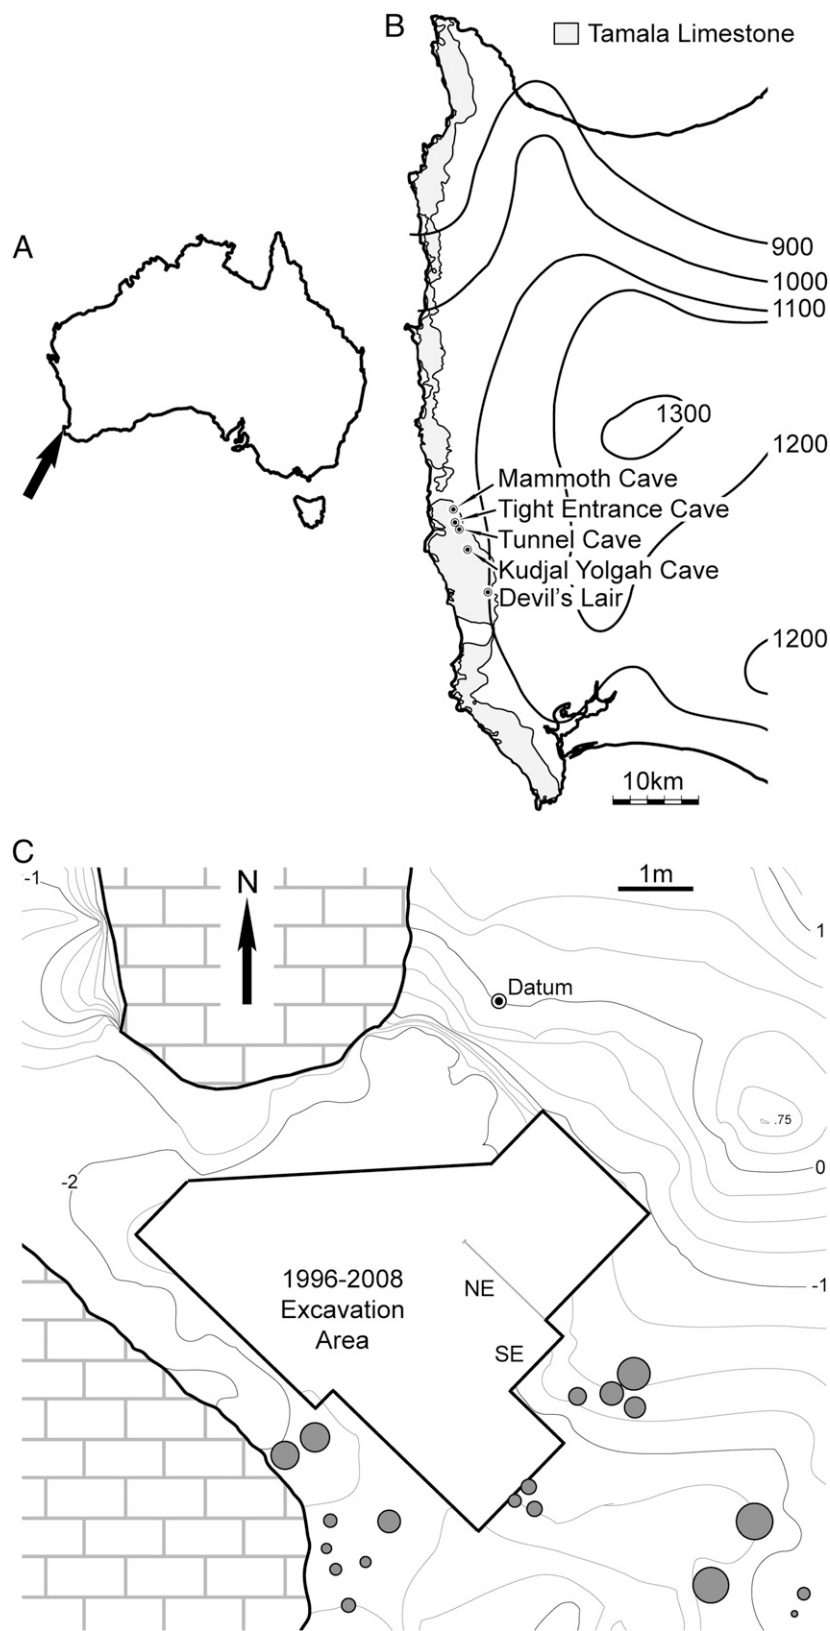 B
Tamala Limestone
A
900
1000
1100
1300
1200
Mammoth Cave
Tight Entrance Cave
Tunnel Cave
Kudjal Yolgah Cave
Devil's Lair
1200
10km
C
-1
N
1m
1
Datum
.75
0
-2
-1
1996-2008
Excavation
Area
NE
SE